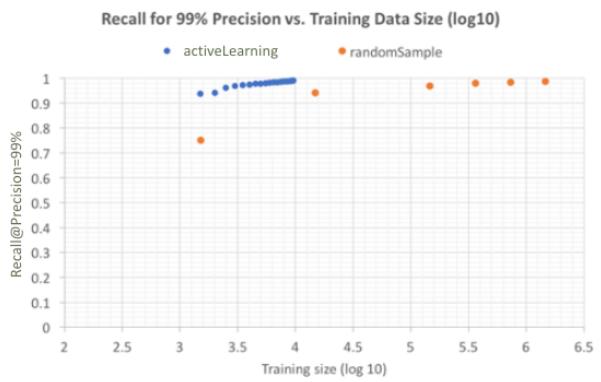 Recall for 99% Precision vs. Training Data Size (log10)
activeLearning randomSample
Recall@Precision=99%
1
0.9
0.8
0.7
0.6
0.5
0.4
0.3
0.2
0.1
0
2 2.5 3 3.5 4 4.5 5 5.5 6 6.5
Training size (log 10)